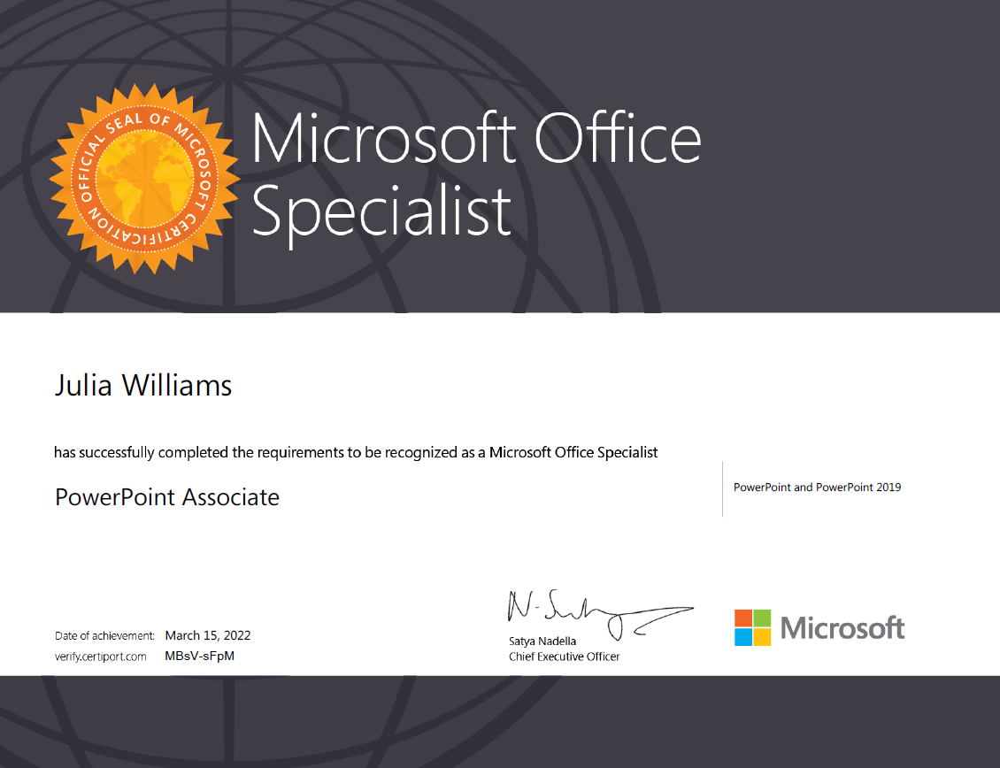 OFFICIAL SEAL OF MICROSOFT CERTIFICATION
Microsoft Office
Specialist
Julia Williams
has successfully completed the requirements to be recognized as a Microsoft Office Specialist
PowerPoint Associate
PowerPoint and PowerPoint 2019
N-Sub
Satya Nadella
Chief Executive Officer
Date of achievement: March 15, 2022
verify.certiport.com MBsV-sFpM
Microsoft